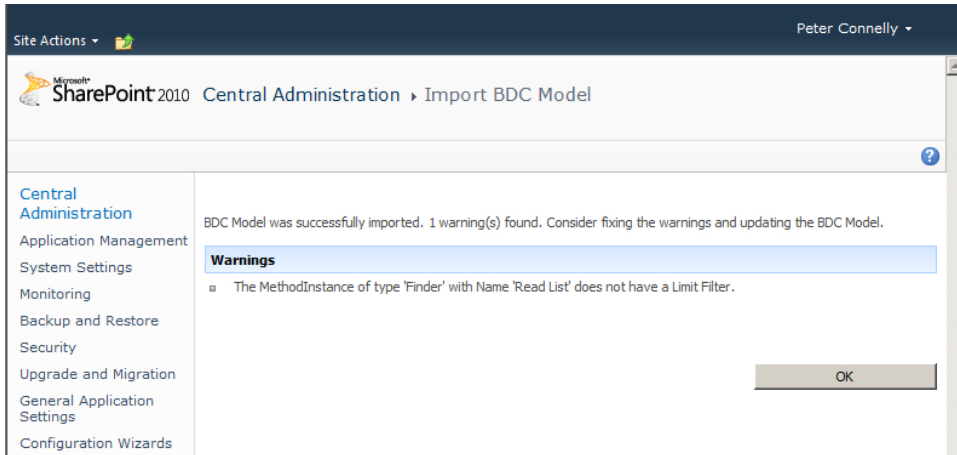 Peter Connelly
Site Actions
Microsoft
SharePoint 2010 Central Administration Import BDC Model
Central
Administration
Application Management
System Settings
Monitoring
Backup and Restore
Security
Upgrade and Migration
General Application
Settings
Configuration Wizards
BDC Model was successfully imported. 1 warning(s) found. Consider fixing the warnings and updating the BDC Model.
Warnings
The MethodInstance of type 'Finder' with Name 'Read List' does not have a Limit Filter.
OK